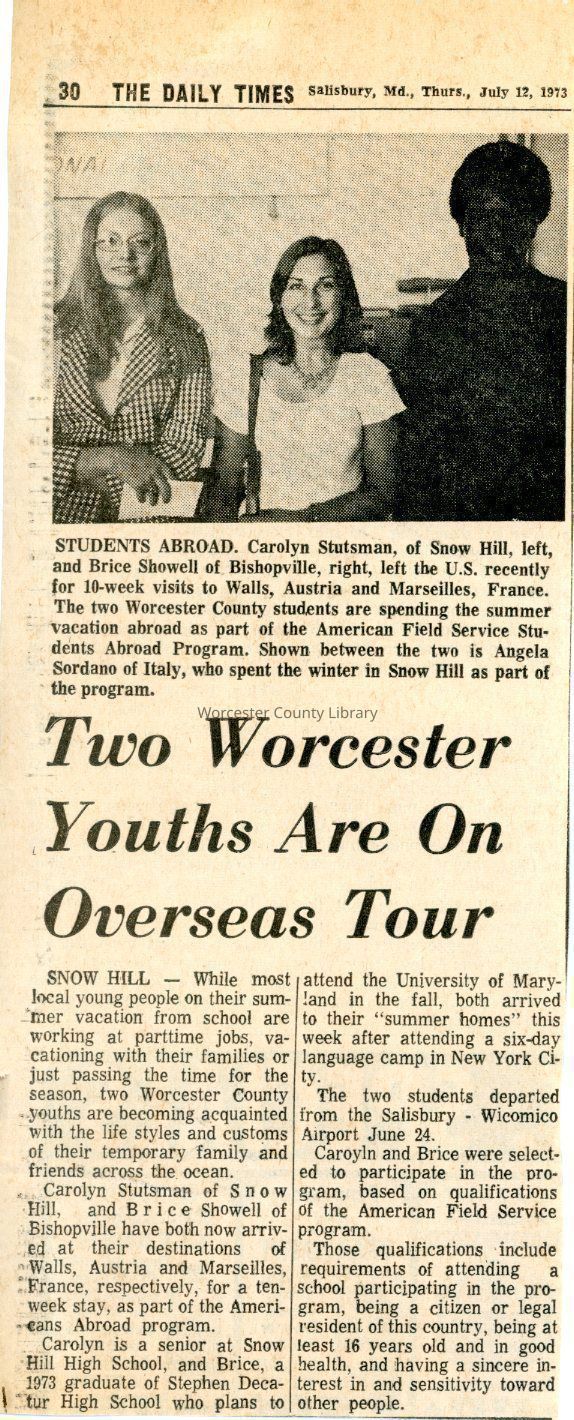 30 THE DAILY TIMES Salisbury, Md., Thurs., July 12, 1973
ONAL
STUDENTS ABROAD. Carolyn Stutsman, of Snow Hill, left,
and Brice Showell of Bishopville, right, left the U.S. recently
for 10-week visits to Walls, Austria and Marseilles, France.
The two Worcester County students are spending the summer
vacation abroad as part of the American Field Service Stu-
dents Abroad Program. Shown between the two is Angela
Sordano of Italy, who spent the winter in Snow Hill as part of
the program.
Worcester County Library
Two Worcester
Youths Are On
Overseas Tour
SNOW HILL — While most
local young people on their sum-
mer vacation from school are
working at parttime jobs, va-
cationing with their families or
just passing the time for the
season, two Worcester County
youths are becoming acquainted
with the life styles and customs
of their temporary family and
friends across the ocean.
Carolyn Stutsman of Snow
Hill, and Brice Showell of
Bishopville have both now arriv-
ed at their destinations of
Walls, Austria and Marseilles,
France, respectively, for a ten-
week stay, as part of the Ameri-
cans Abroad program.
Carolyn is a senior at Snow
Hill High School, and Brice, a
1973 graduate of Stephen Deca-
tur High School who plans to
attend the University of Mary-
land in the fall, both arrived
to their "summer homes" this
week after attending a six-day
language camp in New York Ci-
ty.
The two students departed
from the Salisbury - Wicomico
Airport June 24.
Caroyln and Brice were select-
ed to participate in the pro-
gram, based on qualifications
of the American Field Service
program.
Those qualifications include
requirements of attending a
school participating in the pro-
gram, being a citizen or legal
resident of this country, being at
least 16 years old and in good
health, and having a sincere in-
terest in and sensitivity toward
other people.